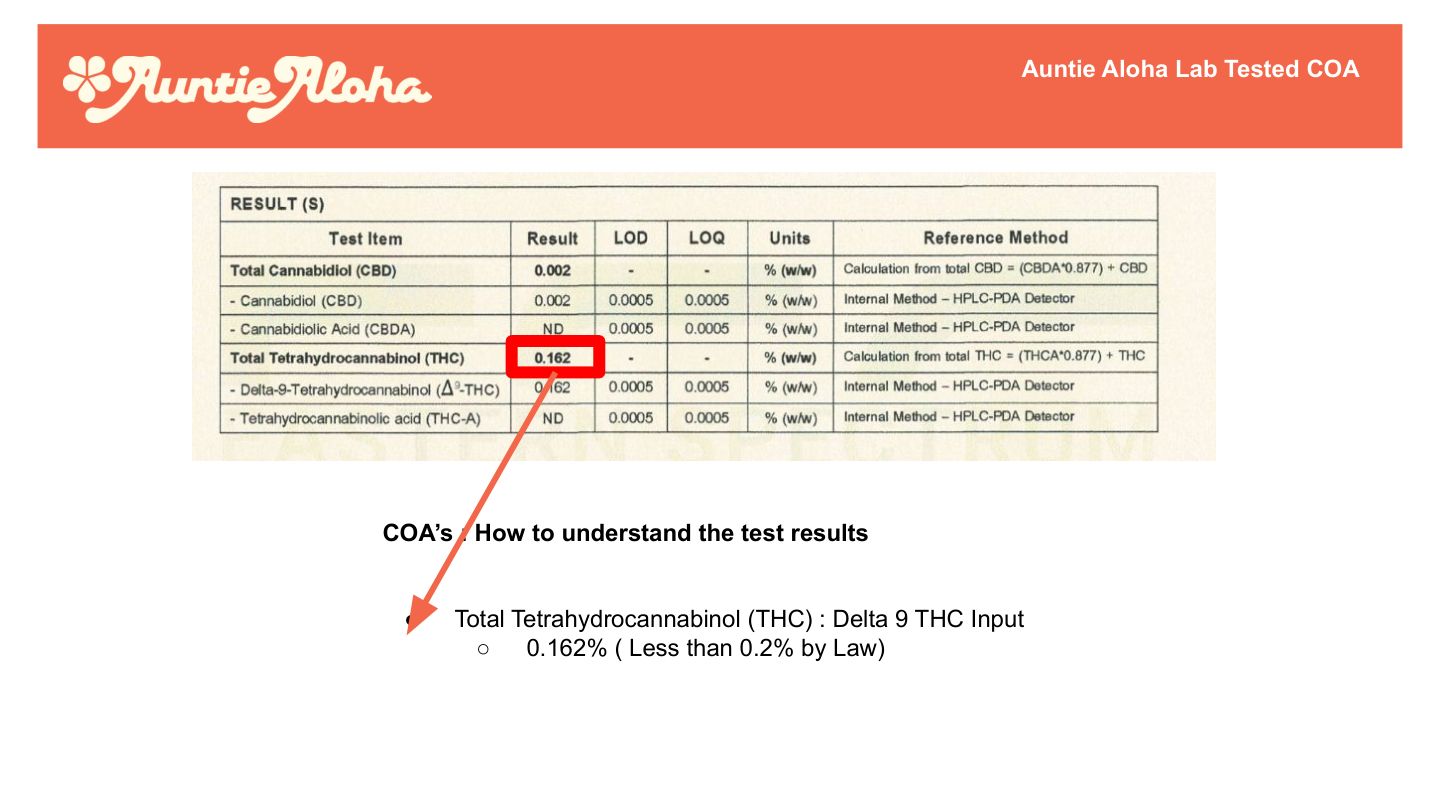 Auntie Aloha
Auntie Aloha Lab Tested COA
RESULT (S)
Test Item Result LOD LOQ Units Reference Method
Total Cannabidiol (CBD) 0.002 - - % (w/w) Calculation from total CBD = (CBDA*0.877) + CBD
- Cannabidiol (CBD) 0.002 0.0005 0.0005 % (w/w) Internal Method – HPLC-PDA Detector
- Cannabidiolic Acid (CBDA) ND 0.0005 0.0005 % (w/w) Internal Method – HPLC-PDA Detector
Total Tetrahydrocannabinol (THC) 0.162 - - % (w/w) Calculation from total THC = (THCA*0.877) + THC
- Delta-9-Tetrahydrocannabinol (Δ⁹-THC) 0.162 0.0005 0.0005 % (w/w) Internal Method – HPLC-PDA Detector
- Tetrahydrocannabinolic acid (THC-A) ND 0.0005 0.0005 % (w/w) Internal Method – HPLC-PDA Detector
EASTERN SPECTRUM
COA’s : How to understand the test results
● Total Tetrahydrocannabinol (THC) : Delta 9 THC Input
○ 0.162% ( Less than 0.2% by Law)